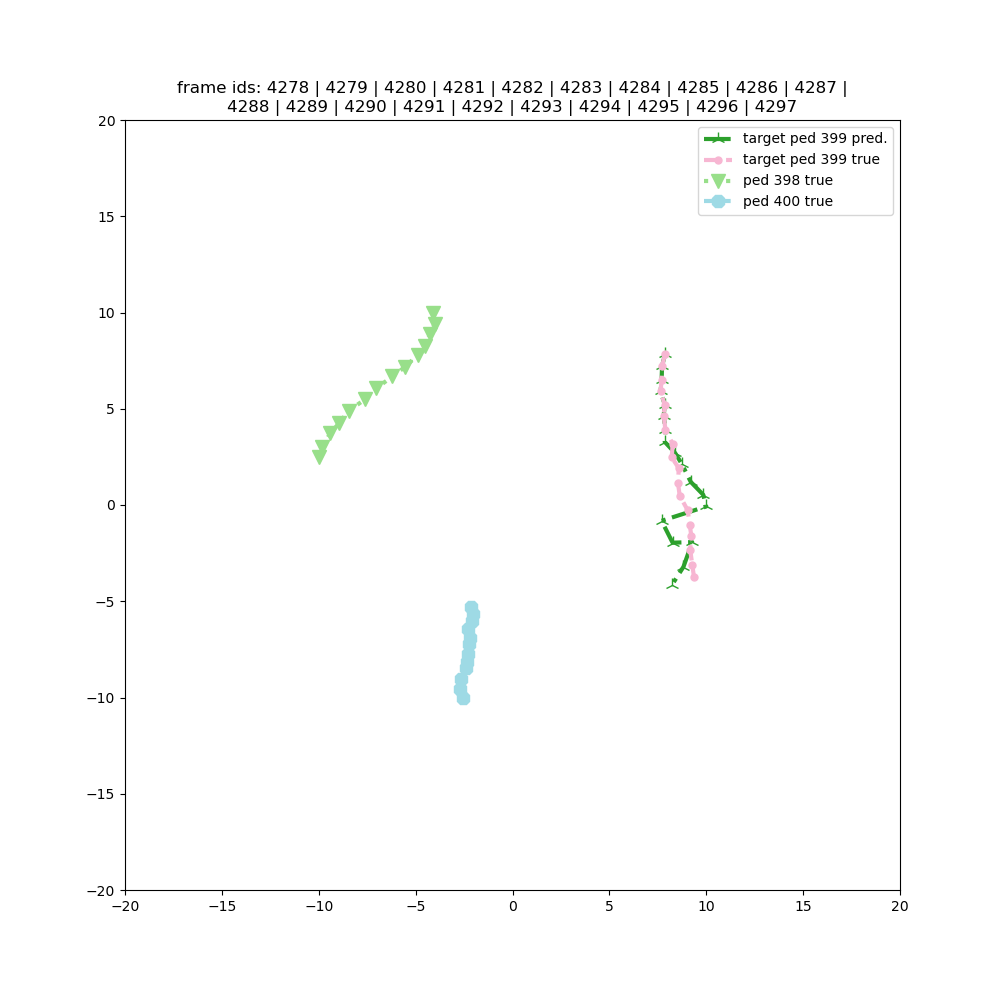 frame ids: 4278 | 4279 | 4280 | 4281 | 4282 | 4283 | 4284 | 4285 | 4286 | 4287 |
4288 | 4289 | 4290 | 4291 | 4292 | 4293 | 4294 | 4295 | 4296 | 4297
target ped 399 pred.
target ped 399 true
ped 398 true
ped 400 true
20
15
10
5
0
−5
−10
−15
−20
−20 −15 −10 −5 0 5 10 15 20